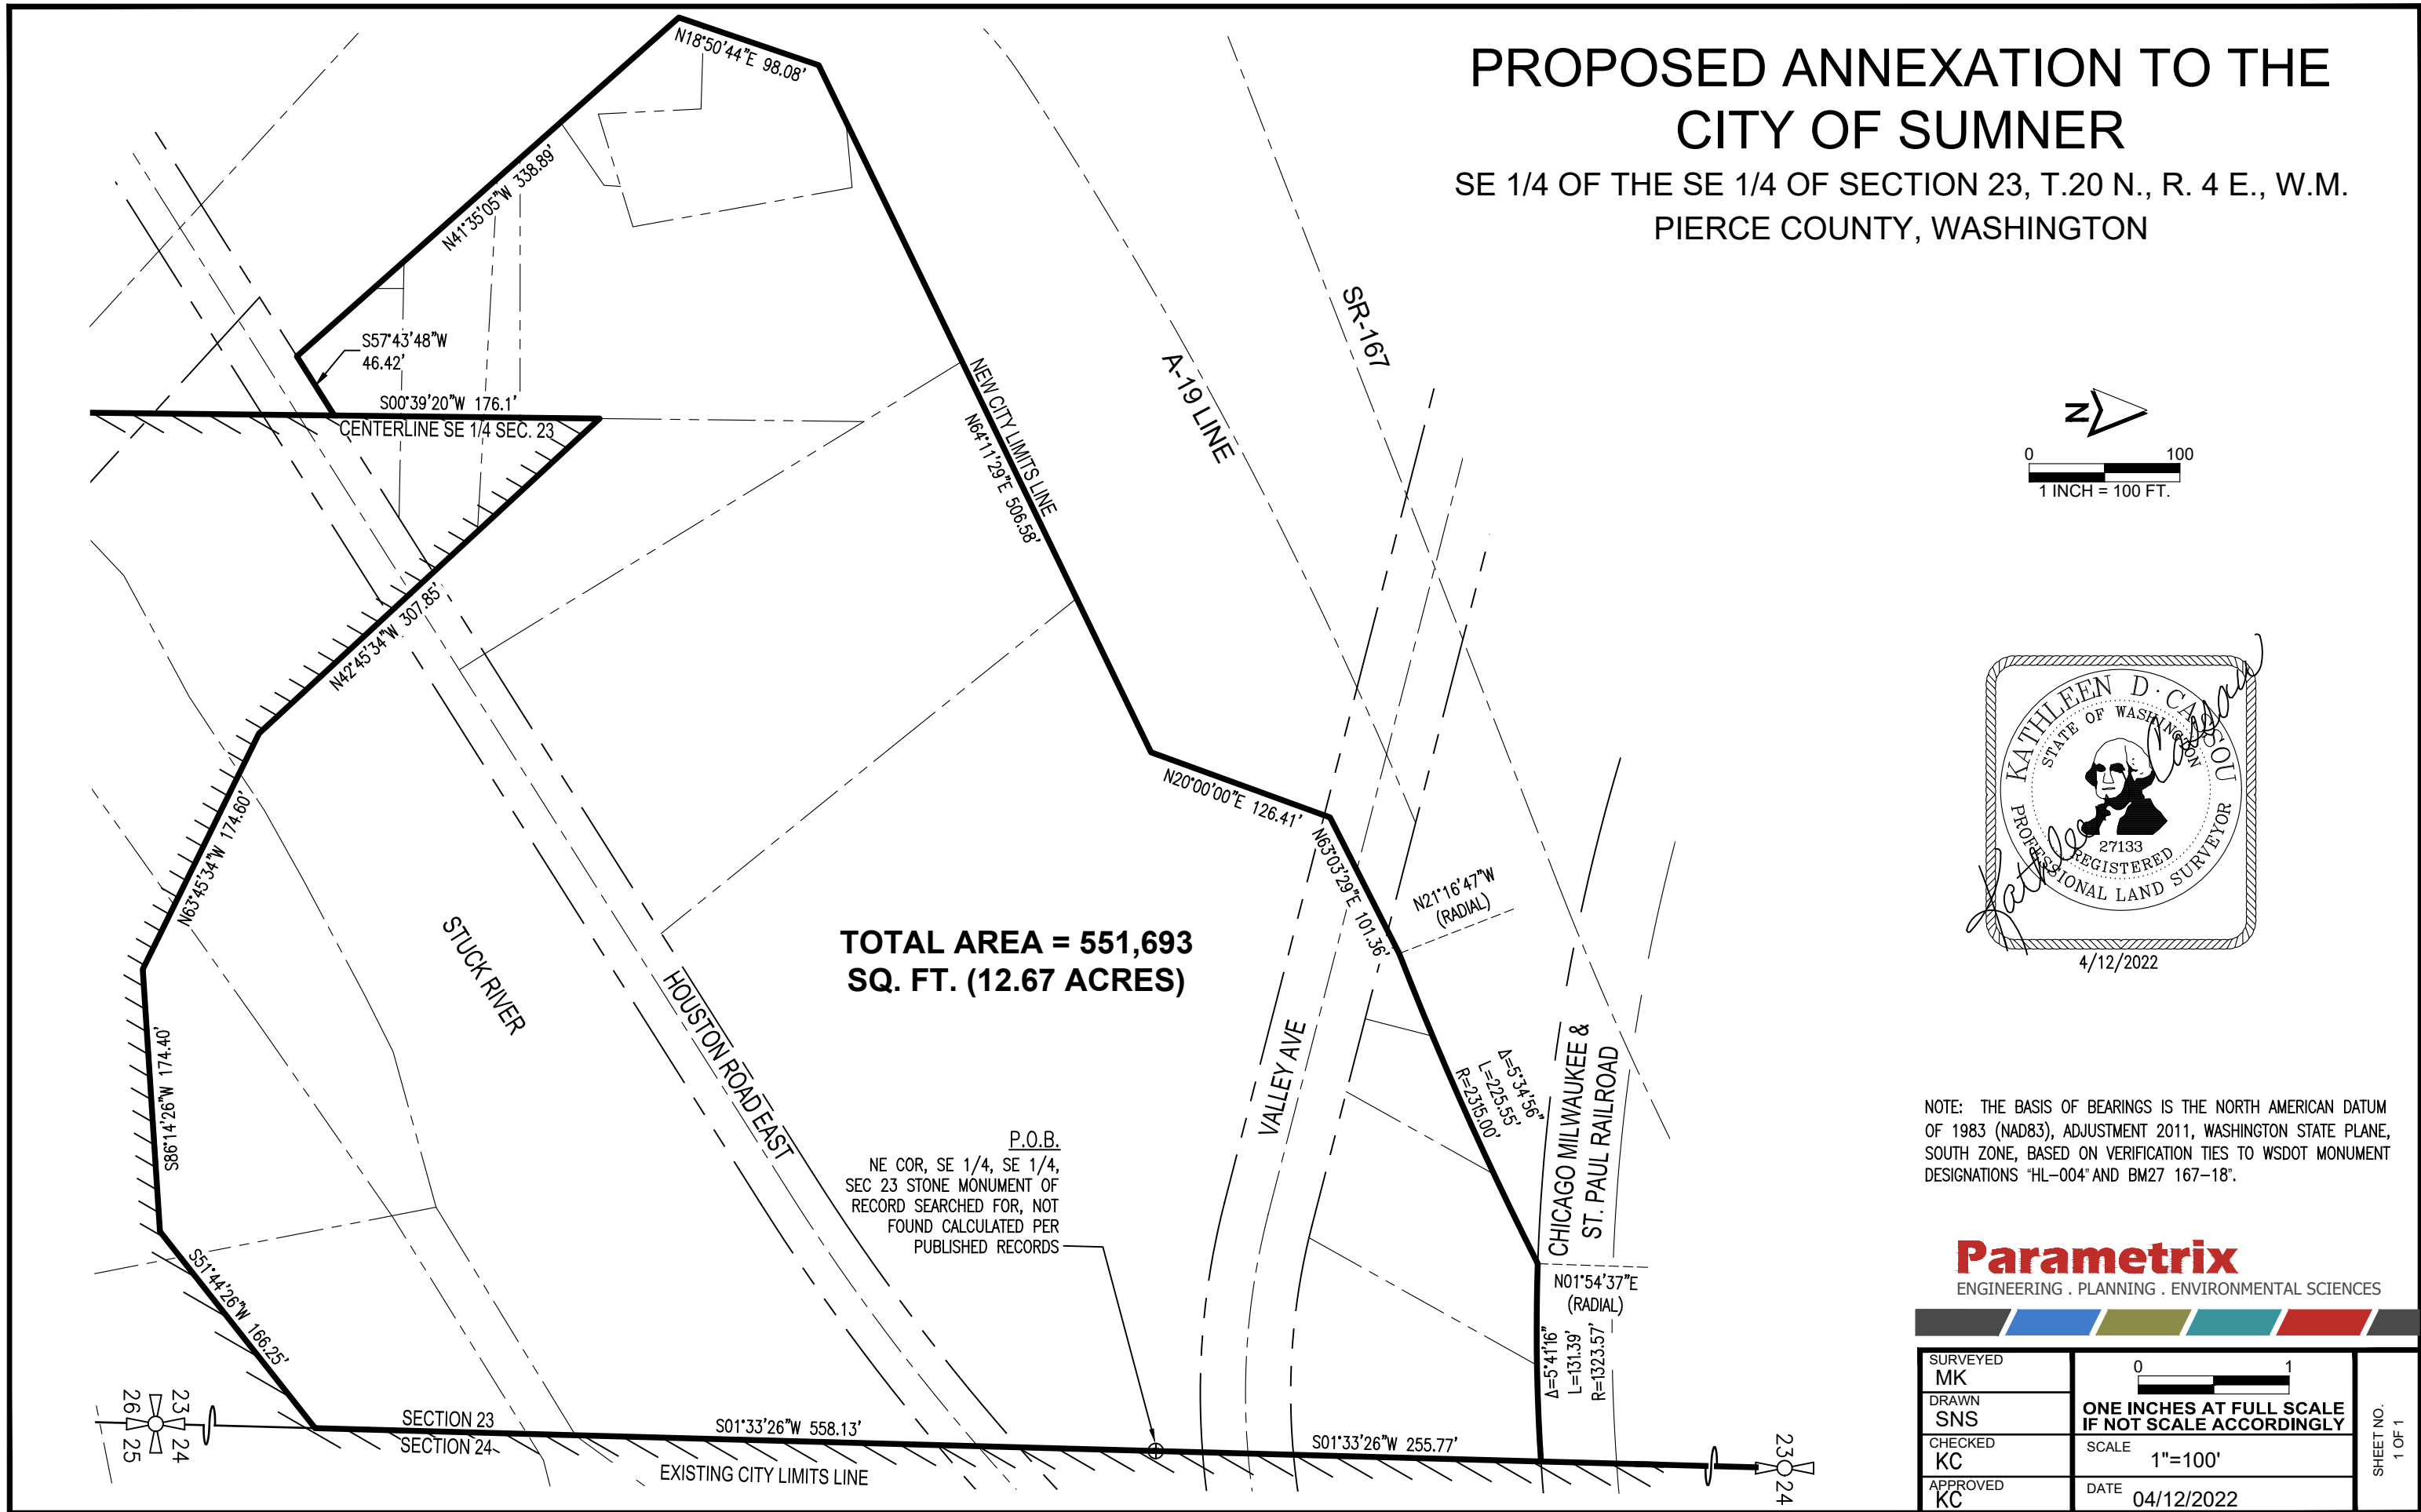 PROPOSED ANNEXATION TO THE
CITY OF SUMNER
SE 1/4 OF THE SE 1/4 OF SECTION 23, T.20 N., R. 4 E., W.M.
PIERCE COUNTY, WASHINGTON
N18°50'44"E 98.08'
N41°35'05"W 338.89'
S57°43'48"W
46.42'
S00°39'20"W 176.1'
CENTERLINE SE 1/4 SEC. 23
NEW CITY LIMITS LINE
N64°11'29"E 506.58'
A-19 LINE
SR-167
N
0 100
1 INCH = 100 FT.
N42°45'34"W 307.85'
N63°45'34"W 174.60'
S86°14'26"W 174.40'
S51°44'26"W 166.25'
STUCK RIVER
HOUSTON ROAD EAST
TOTAL AREA = 551,693
SQ. FT. (12.67 ACRES)
N20°00'00"E 126.41'
N63°03'29"E 101.36'
N21°16'47"W
(RADIAL)
Δ=5°34'56"
L=225.55'
R=2315.00'
VALLEY AVE
CHICAGO MILWAUKEE &
ST. PAUL RAILROAD
N01°54'37"E
(RADIAL)
Δ=5°41'16"
L=131.39'
R=1323.57'
P.O.B.
NE COR, SE 1/4, SE 1/4,
SEC 23 STONE MONUMENT OF
RECORD SEARCHED FOR, NOT
FOUND CALCULATED PER
PUBLISHED RECORDS
26 23
25 24
SECTION 23
SECTION 24
S01°33'26"W 558.13'
EXISTING CITY LIMITS LINE
S01°33'26"W 255.77'
23
24
KATHLEEN D. CASSOU
STATE OF WASHINGTON
27133
REGISTERED
PROFESSIONAL LAND SURVEYOR
Kathleen Cassou
4/12/2022
NOTE: THE BASIS OF BEARINGS IS THE NORTH AMERICAN DATUM
OF 1983 (NAD83), ADJUSTMENT 2011, WASHINGTON STATE PLANE,
SOUTH ZONE, BASED ON VERIFICATION TIES TO WSDOT MONUMENT
DESIGNATIONS "HL-004" AND BM27 167-18".
Parametrix
ENGINEERING . PLANNING . ENVIRONMENTAL SCIENCES
SURVEYED
MK
DRAWN
SNS
CHECKED
KC
APPROVED
KC
0 1
ONE INCHES AT FULL SCALE
IF NOT SCALE ACCORDINGLY
SCALE
1"=100'
DATE 04/12/2022
SHEET NO.
1 OF 1